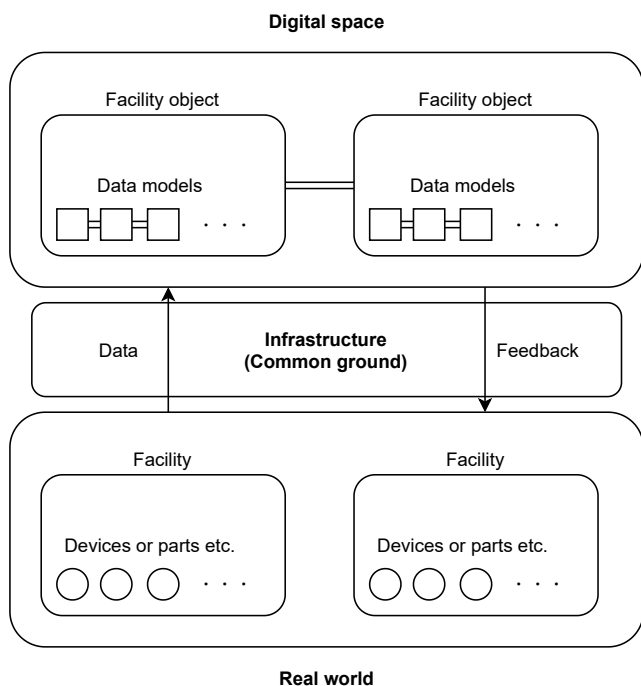 Digital space
Facility object
Facility object
Data models
. . .
Data models
. . .
Data
Infrastructure
(Common ground)
Feedback
Facility
Facility
Devices or parts etc.
. . .
Devices or parts etc.
. . .
Real world